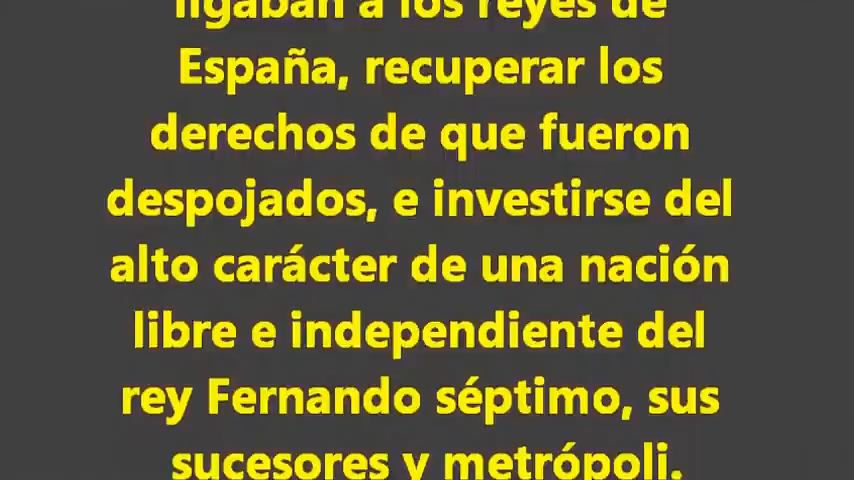 ligaban a los reyes de
España, recuperar los
derechos de que fueron
despojados, e investirse del
alto carácter de una nación
libre e independiente del
rey Fernando séptimo, sus
sucesores y metrópoli.